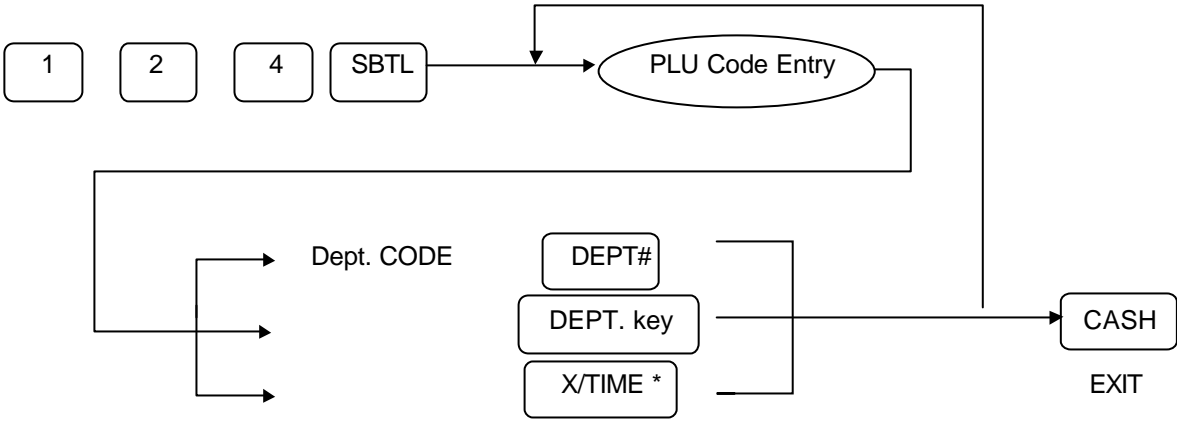 1 2 4 SBTL PLU Code Entry
Dept. CODE DEPT#
DEPT. key CASH
X/TIME * EXIT